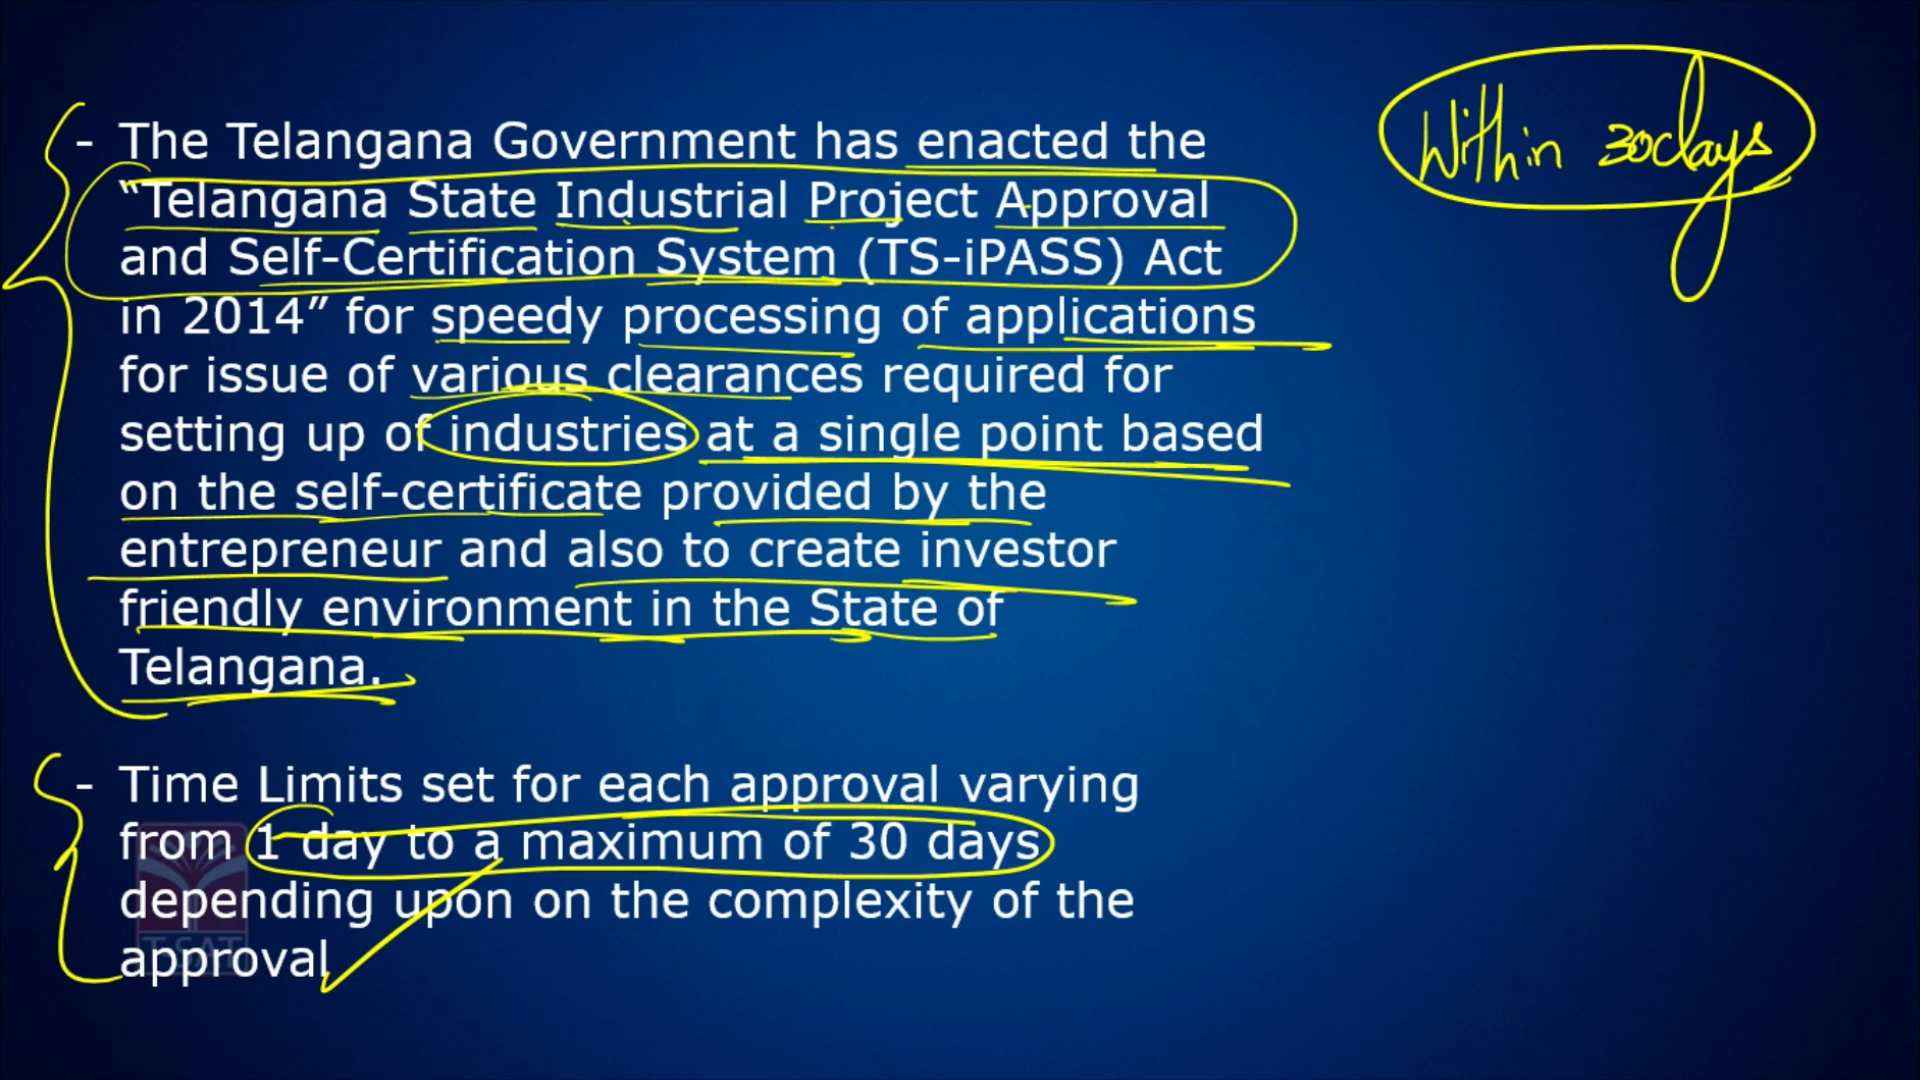 - The Telangana Government has enacted the
“Telangana State Industrial Project Approval
and Self-Certification System (TS-iPASS) Act
in 2014” for speedy processing of applications
for issue of various clearances required for
setting up of industries at a single point based
on the self-certificate provided by the
entrepreneur and also to create investor
friendly environment in the State of
Telangana.
- Time Limits set for each approval varying
from 1 day to a maximum of 30 days
depending upon on the complexity of the
approval
T-SAT
Within 30days